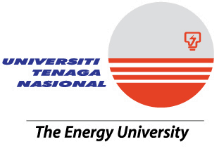 UNIVERSITI
TENAGA
NASIONAL
The Energy University